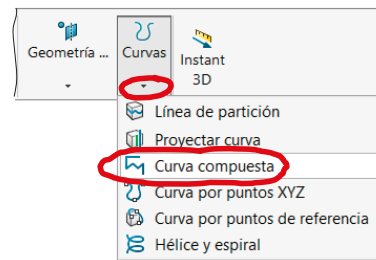 Geometría ...
Curvas
Instant
3D
Línea de partición
Proyectar curva
Curva compuesta
Curva por puntos XYZ
Curva por puntos de referencia
Hélice y espiral